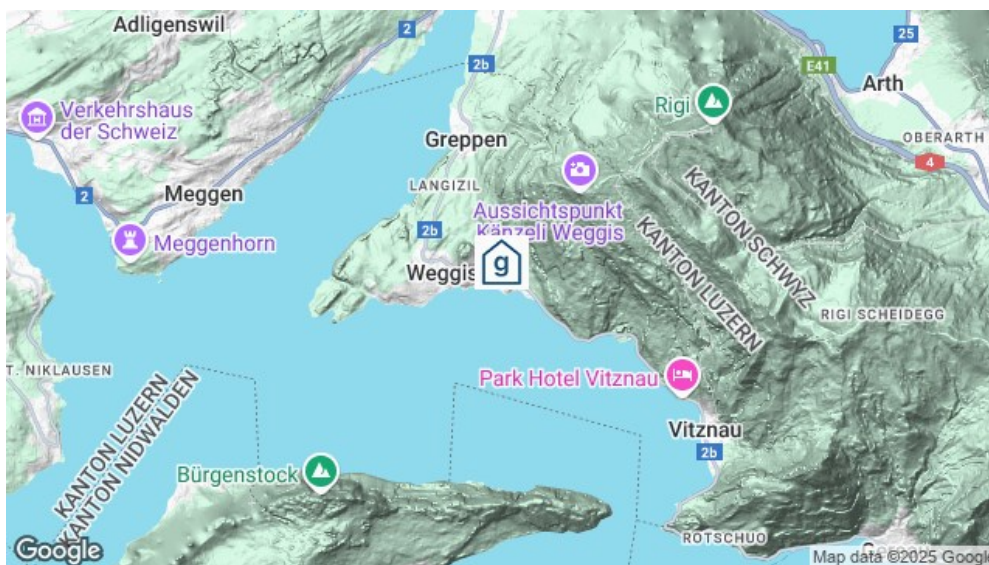 Adligenswil
2
2b
25
E41
Arth
Rigi
Verkehrshaus
der Schweiz
Greppen
OBERARTH
4
LANGIZIL
2
Meggen
Aussichtspunkt
Känzeli Weggis
KANTON SCHWYZ
KANTON LUZERN
2b
Meggenhorn
g
Weggis
RIGI SCHEIDEGG
T. NIKLAUSEN
Park Hotel Vitznau
KANTON LUZERN
KANTON NIDWALDEN
Vitznau
2b
Bürgenstock
ROTSCHUO
Google
Map data ©2025 Google